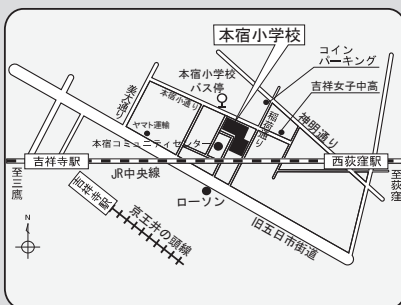 本宿小学校
コイン
パーキング
本宿小学校
バス停
吉祥女子中高
美大通り
本宿小通り
稲荷通り
神明通り
ヤマト運輸
本宿コミュニティセンター
吉祥寺駅
西荻窪駅
至三鷹
JR中央線
至荻窪
ローソン
吉祥寺駅
京王井の頭線
旧五日市街道
N